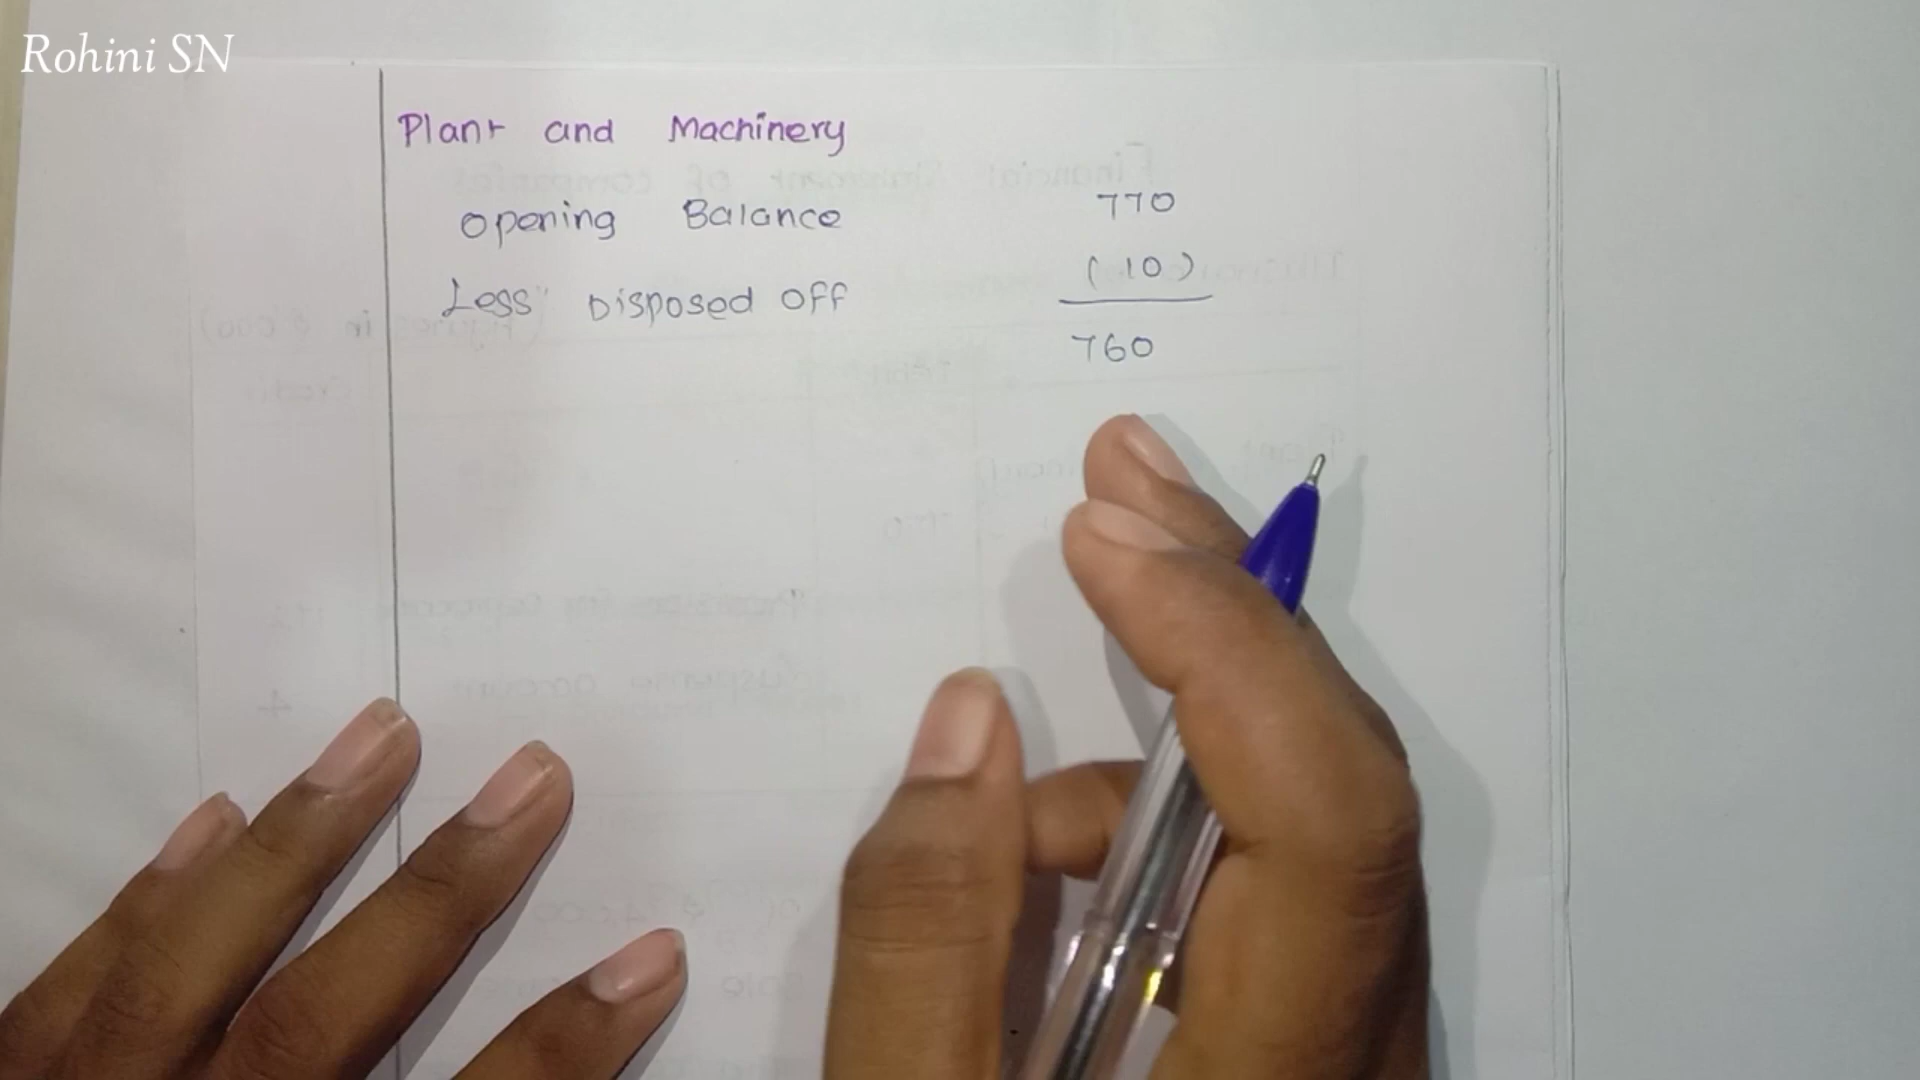 Rohini SN
Plant and Machinery
Opening Balance 770
Less" Disposed Off (10)
760